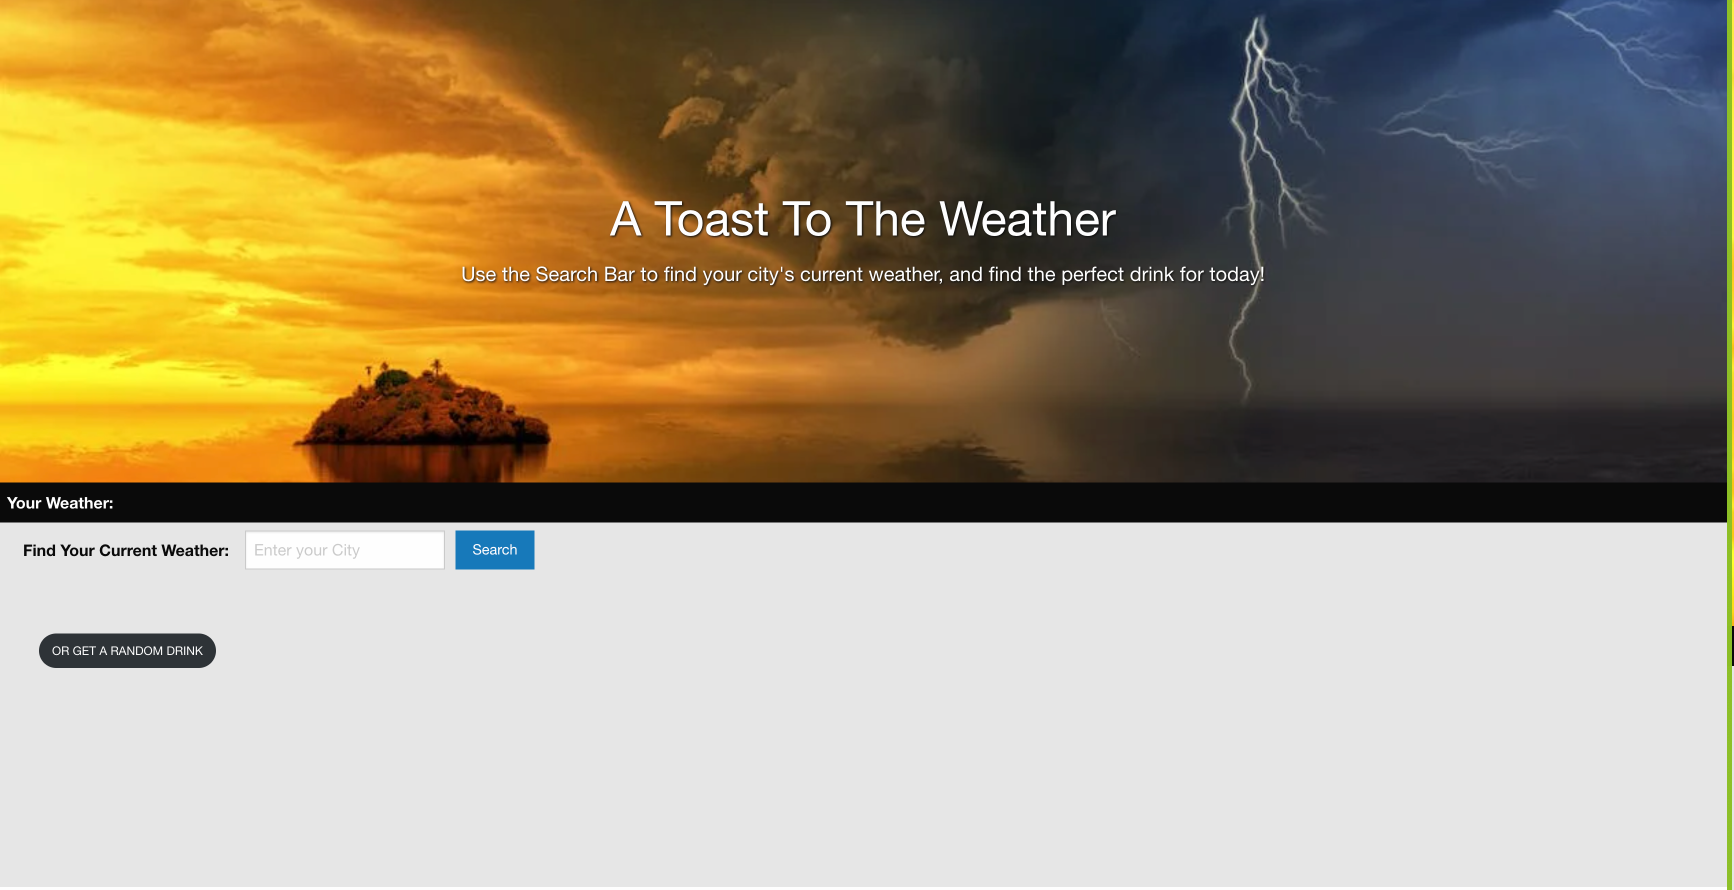 A Toast To The Weather
Use the Search Bar to find your city's current weather, and find the perfect drink for today!
Your Weather:
Find Your Current Weather: Enter your City Search
OR GET A RANDOM DRINK